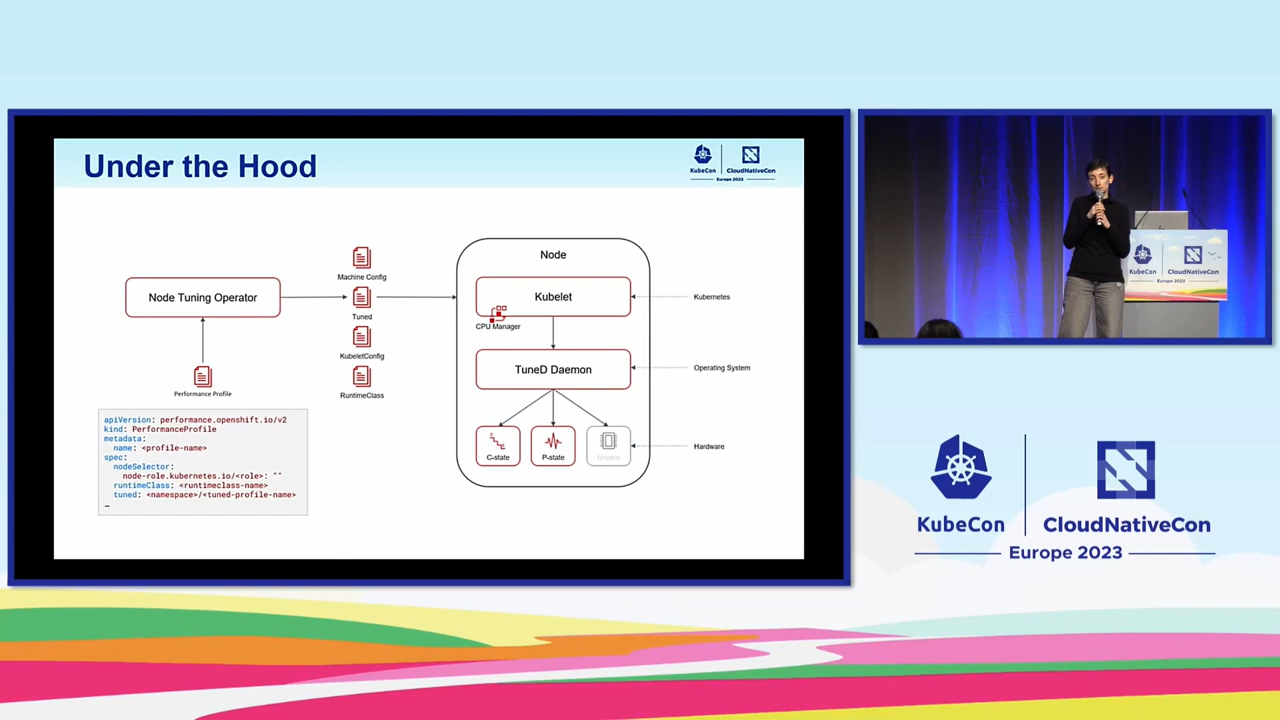 Under the Hood
KubeCon
CloudNativeCon
Europe 2023
Node Tuning Operator
Performance Profile
apiVersion: performance.openshift.io/v2
kind: PerformanceProfile
metadata:
name: <profile-name>
spec:
nodeSelector:
node-role.kubernetes.io/<role>: ""
runtimeClass: <runtimeclass-name>
tuned: <namespace>/<tuned-profile-name>
Machine Config
Tuned
KubeletConfig
RuntimeClass
Node
Kubelet
CPU Manager
TuneD Daemon
C-state
P-state
Uncore
Kubernetes
Operating System
Hardware
KubeCon
CloudNativeCon
Europe 2023
KubeCon
CloudNativeCon
Europe 2023